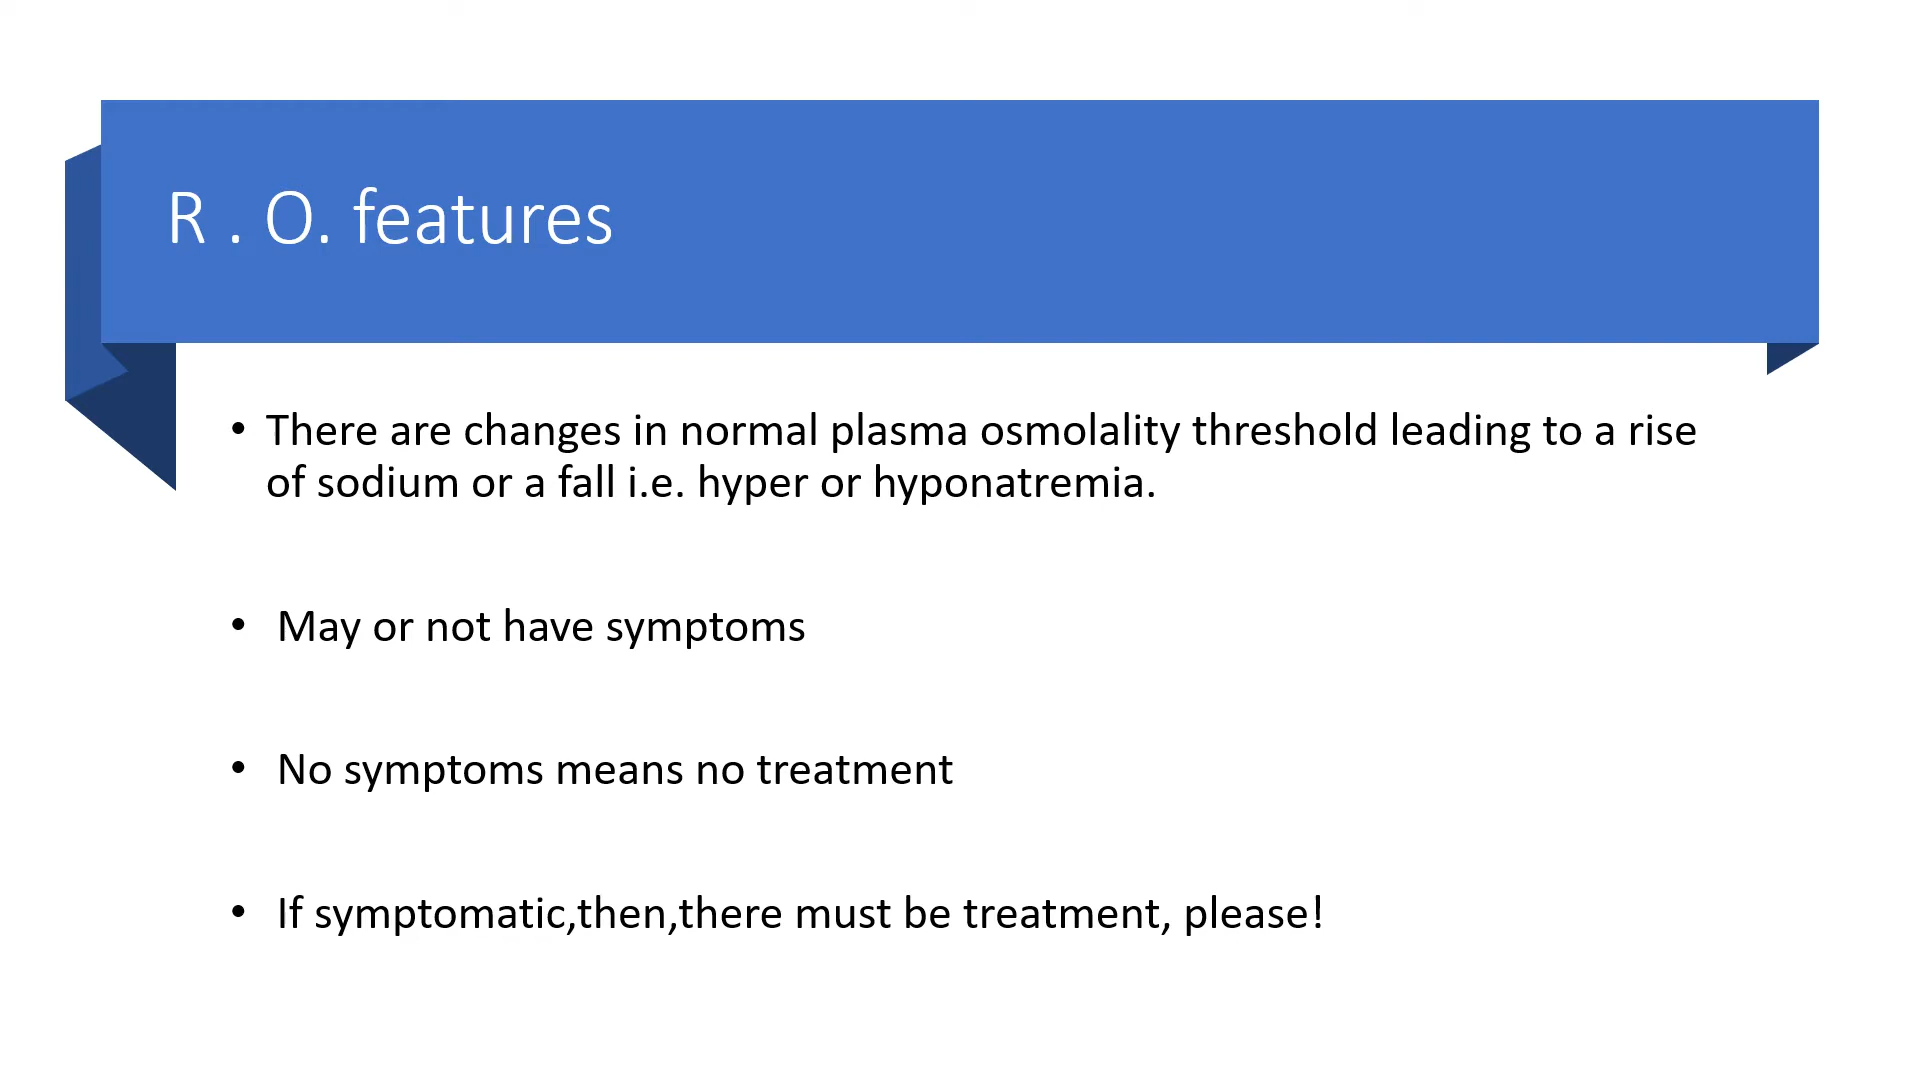 R . O. features
• There are changes in normal plasma osmolality threshold leading to a rise
of sodium or a fall i.e. hyper or hyponatremia.
• May or not have symptoms
• No symptoms means no treatment
• If symptomatic,then,there must be treatment, please!